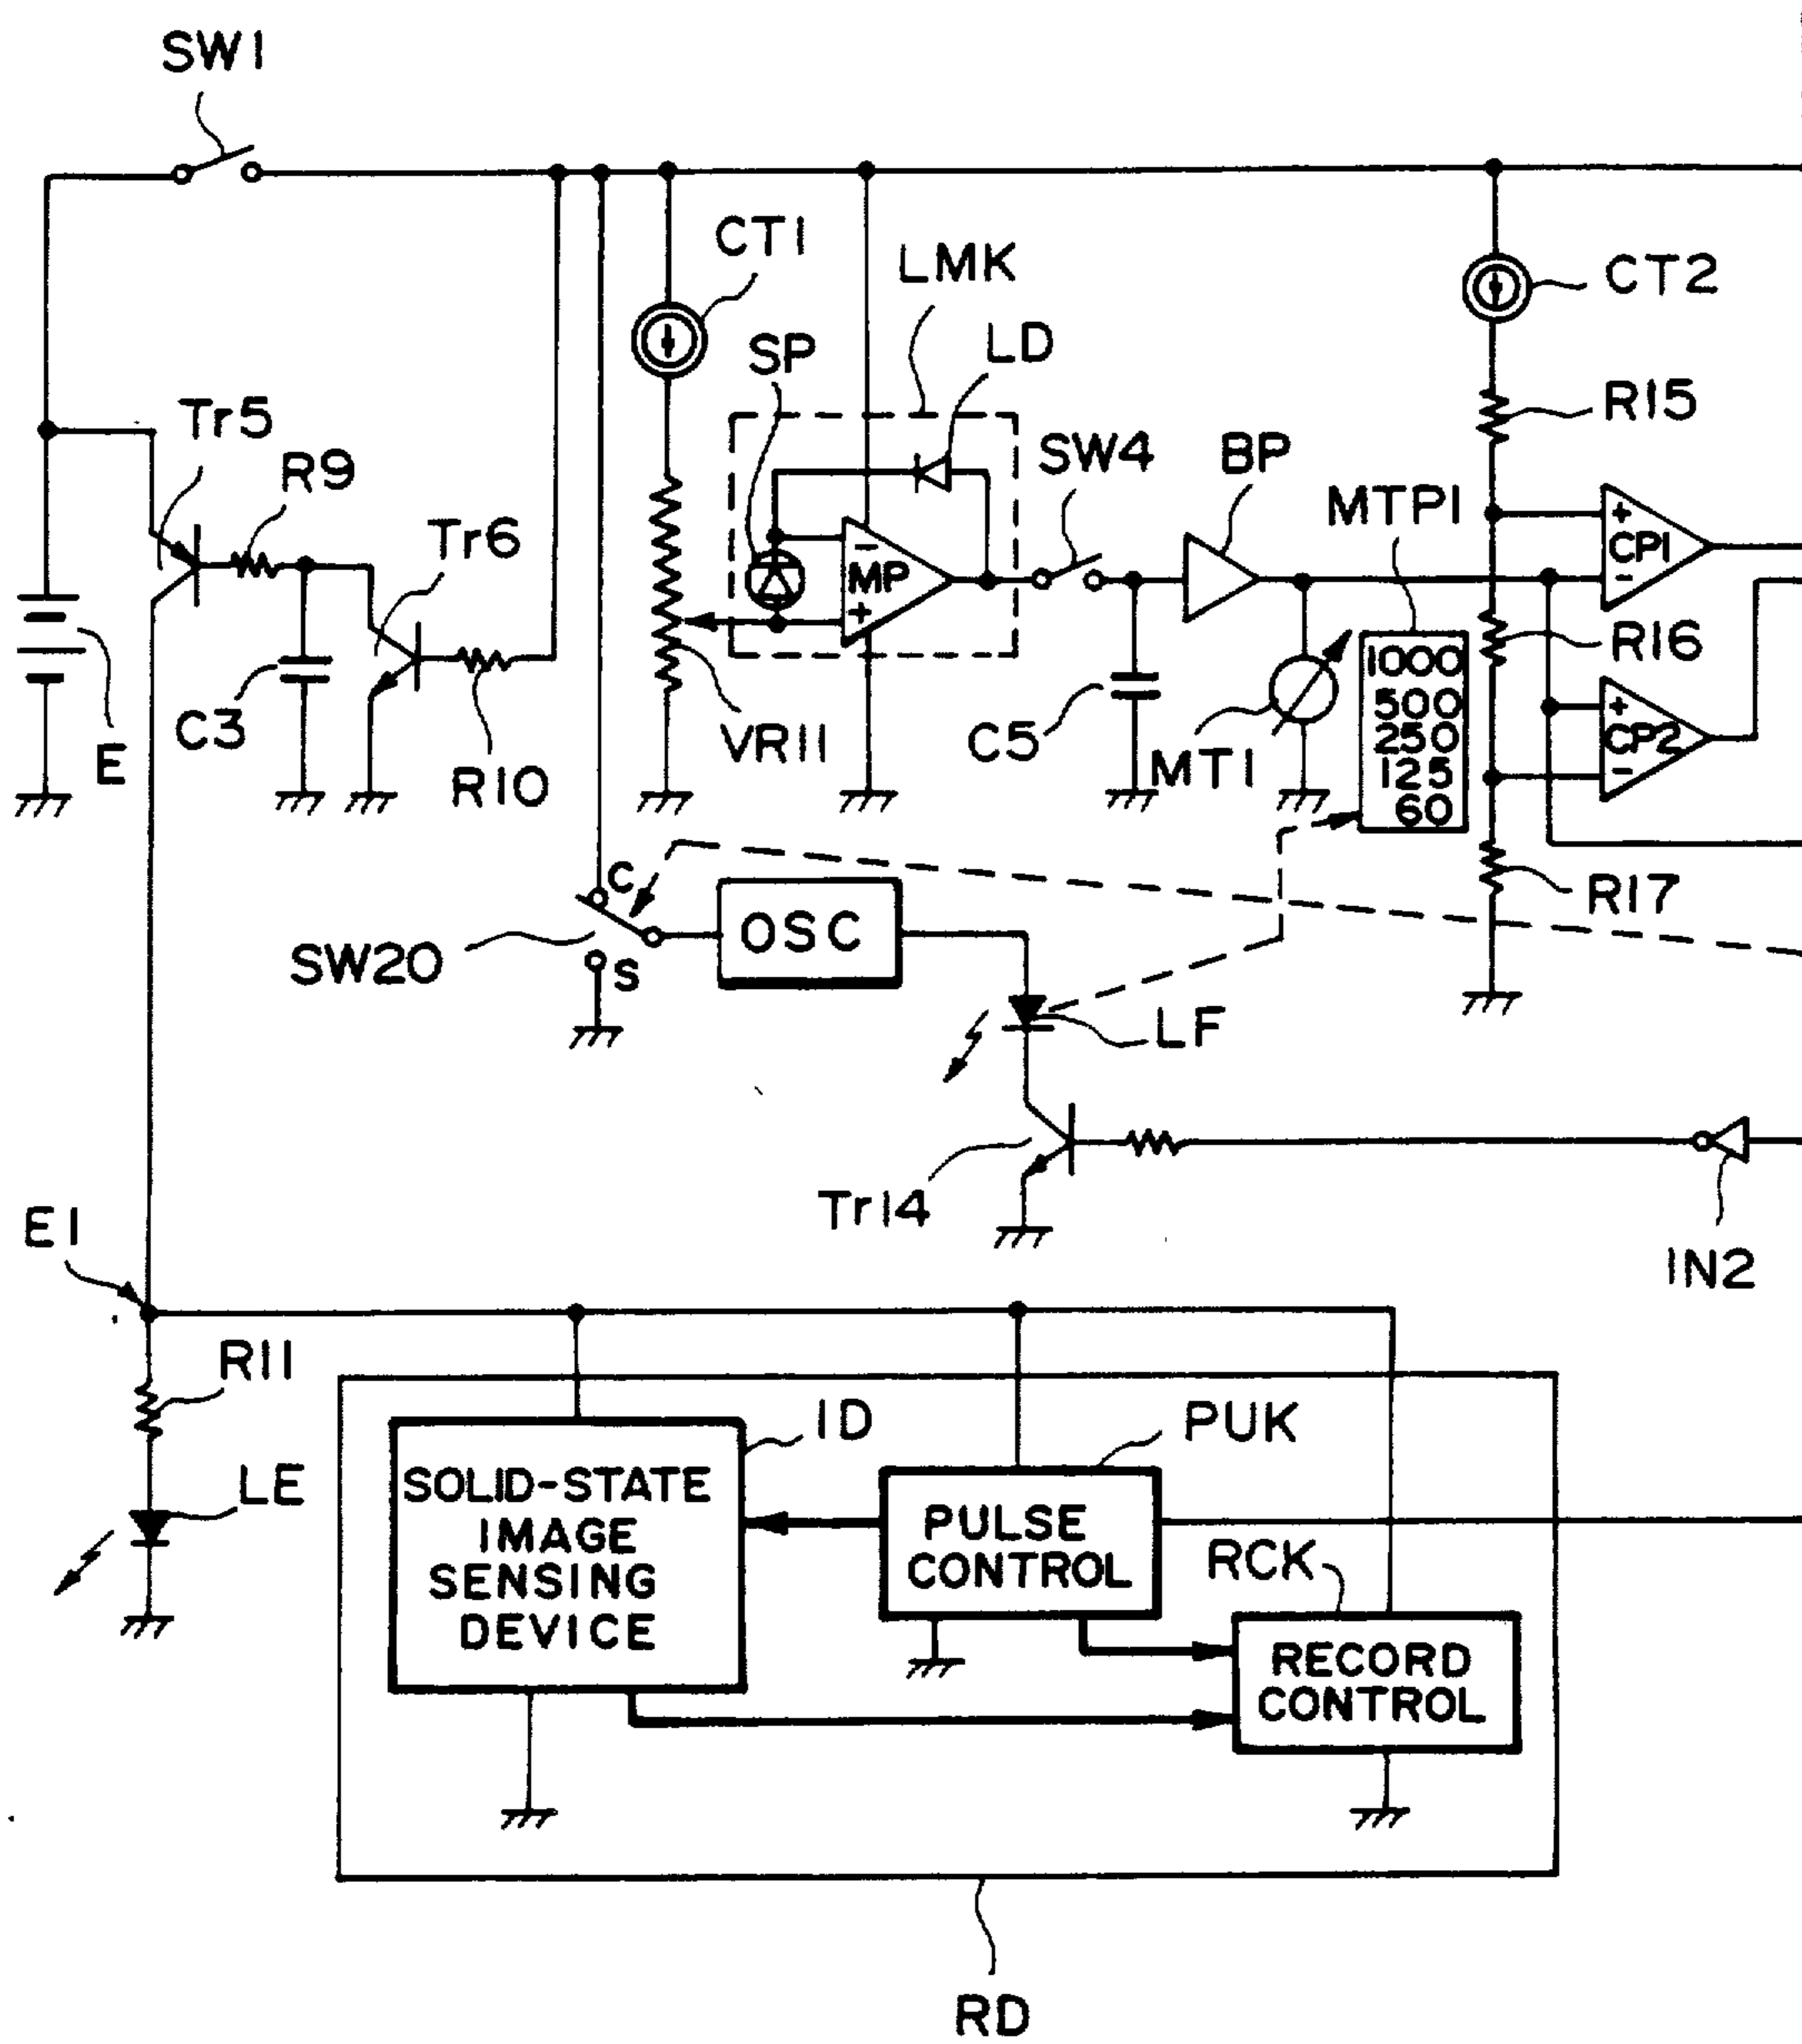 SW1
CT1
LMK
CT2
SP
LD
R15
Tr5
R9
SW4
BP
MTP1
Tr6
+
CP1
-
-
MP
+
R16
1000
500
250
125
60
+
CP2
-
E
C3
R10
VR11
C5
MT1
R17
C
SW20
S
OSC
LF
Tr14
IN2
E1
R11
ID
PUK
LE
SOLID-STATE
IMAGE
SENSING
DEVICE
PULSE
CONTROL
RCK
RECORD
CONTROL
RD